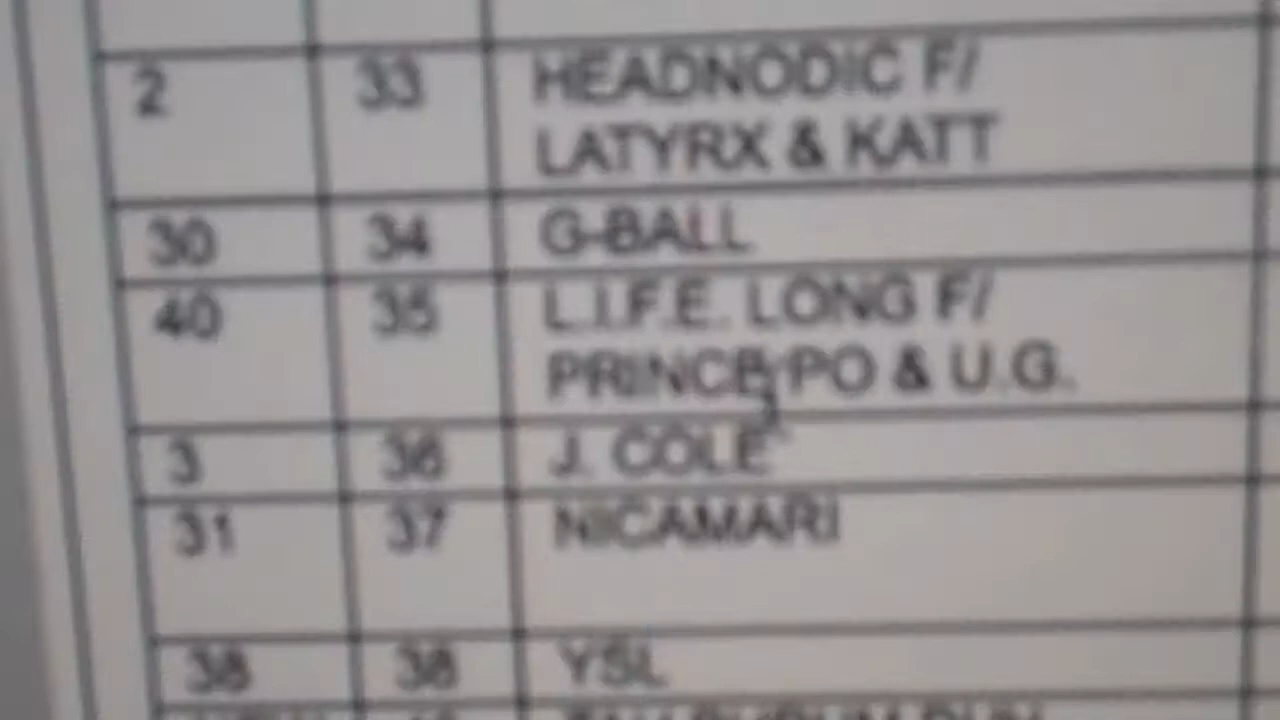 2 33 HEADNODIC F/
LATYRX & KATT
30 34 G-BALL
40 35 L.I.F.E. LONG F/
PRINCE PO & U.G.
3 36 J. COLE
31 37 NICAMARI
38 38 YSL